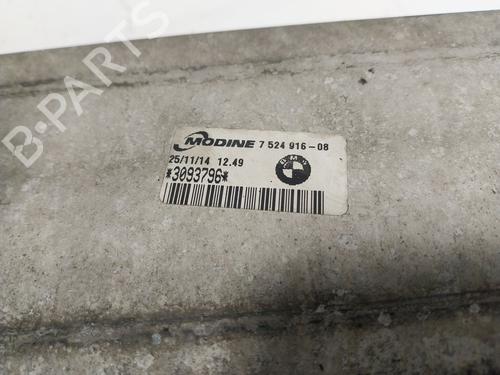 MODINE 7 524 916-08
25/11/14 12.49
BMW
*3093796*
B-Parts